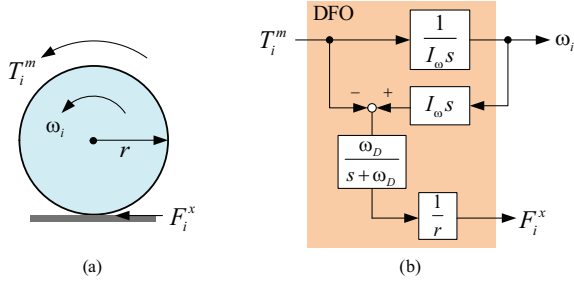 T_i^m
ω_i
r
F_i^x
(a)
DFO
T_i^m
1 / I_ω s
ω_i
− +
I_ω s
ω_D / s + ω_D
1 / r
F_i^x
(b)